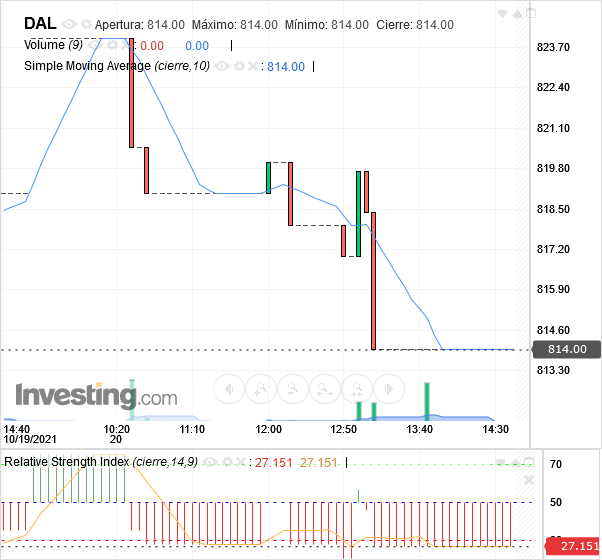 DAL Apertura: 814.00 Máximo: 814.00 Mínimo: 814.00 Cierre: 814.00
Volume (9) : 0.00 0.00
Simple Moving Average (cierre,10) : 814.00
823.70
822.40
821.10
819.80
818.50
817.20
815.90
814.60
814.00
813.30
Investing.com
14:40 10:20 11:10 12:00 12:50 13:40 14:30
10/19/2021 20
Relative Strength Index (cierre,14,9) : 27.151 27.151
70
50
30
27.151